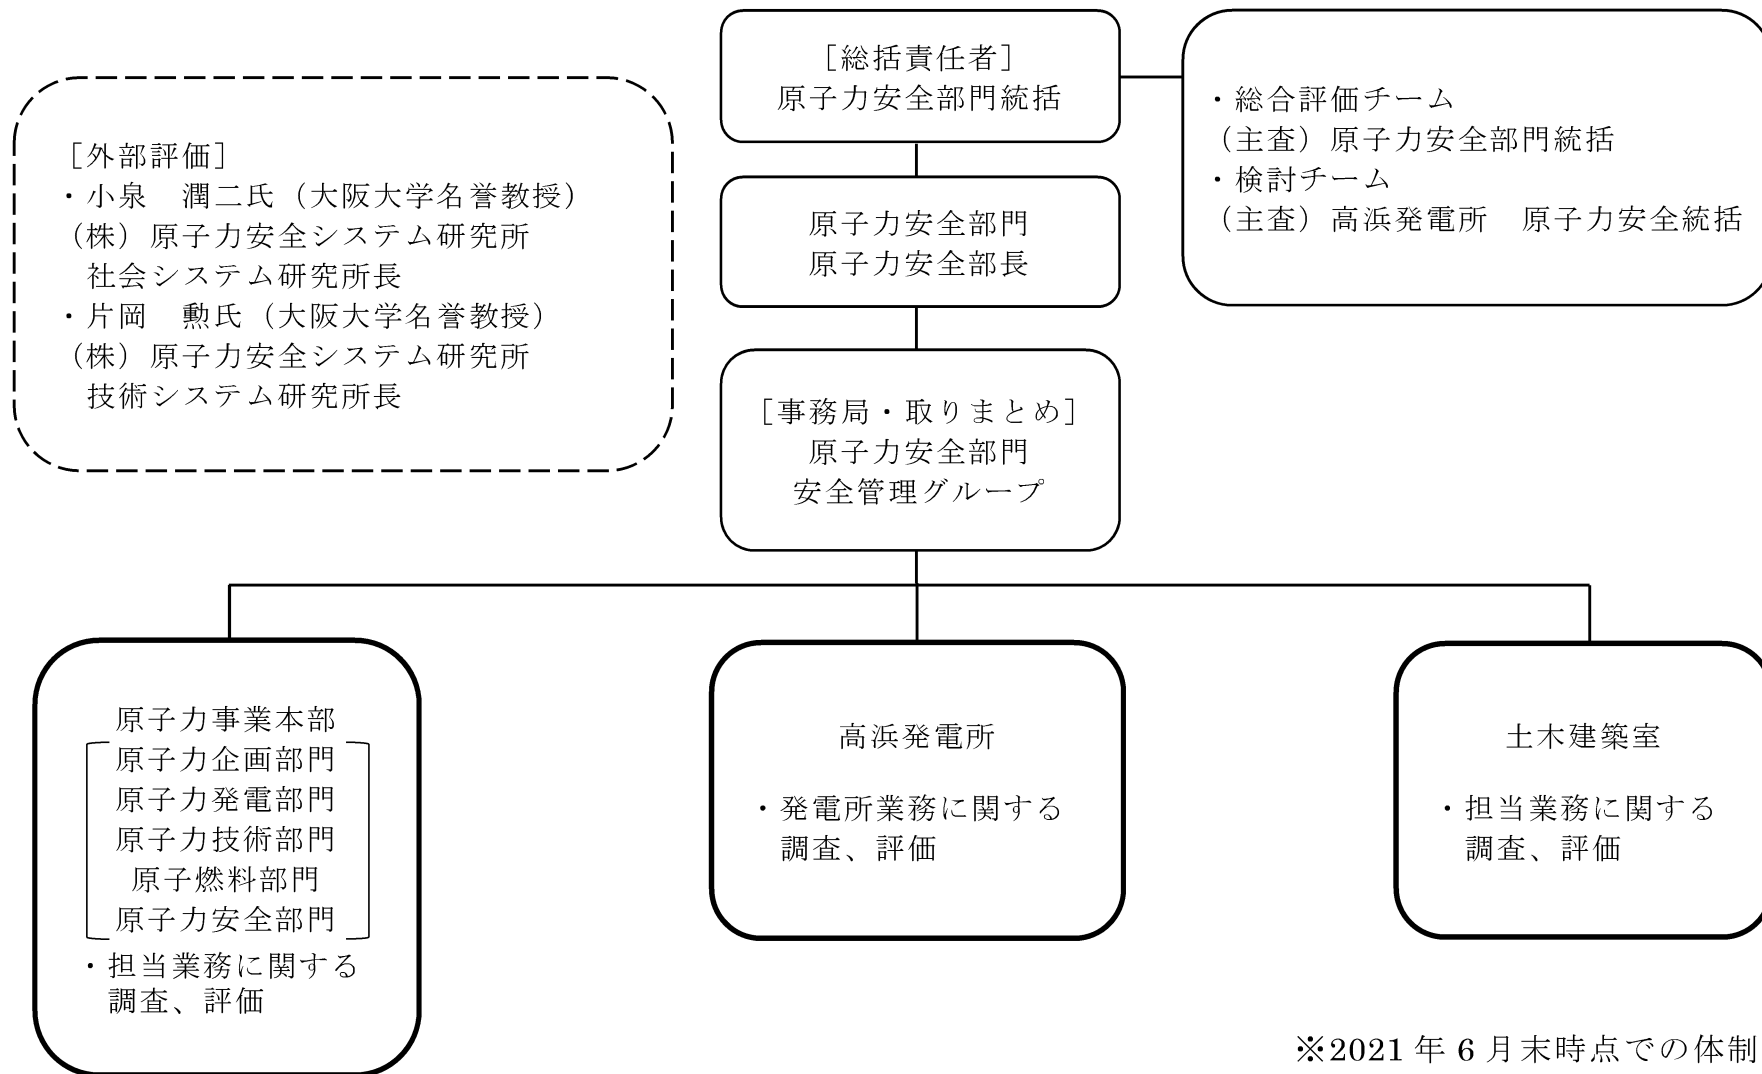 ［総括責任者］
原子力安全部門統括
・総合評価チーム
（主査）原子力安全部門統括
・検討チーム
（主査）高浜発電所　原子力安全統括
［外部評価］
・小泉　潤二氏（大阪大学名誉教授）
（株）原子力安全システム研究所
社会システム研究所長
・片岡　勲氏（大阪大学名誉教授）
（株）原子力安全システム研究所
技術システム研究所長
原子力安全部門
原子力安全部長
［事務局・取りまとめ］
原子力安全部門
安全管理グループ
原子力事業本部
原子力企画部門
原子力発電部門
原子力技術部門
原子燃料部門
原子力安全部門
・担当業務に関する
調査、評価
高浜発電所
・発電所業務に関する
調査、評価
土木建築室
・担当業務に関する
調査、評価
※2021 年 6 月末時点での体制